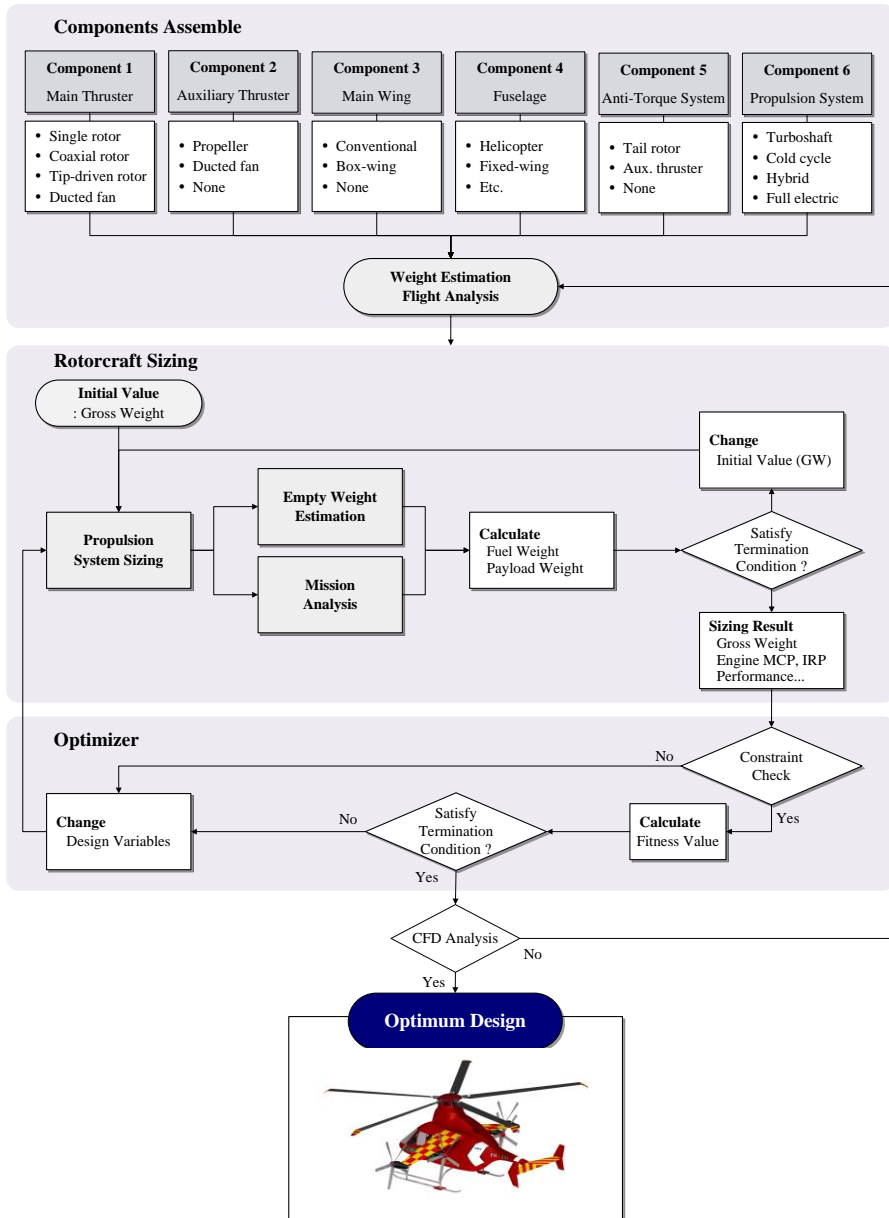 Components Assemble
Component 1
Main Thruster
• Single rotor
• Coaxial rotor
• Tip-driven rotor
• Ducted fan
Component 2
Auxiliary Thruster
• Propeller
• Ducted fan
• None
Component 3
Main Wing
• Conventional
• Box-wing
• None
Component 4
Fuselage
• Helicopter
• Fixed-wing
• Etc.
Component 5
Anti-Torque System
• Tail rotor
• Aux. thruster
• None
Component 6
Propulsion System
• Turboshaft
• Cold cycle
• Hybrid
• Full electric
Weight Estimation
Flight Analysis
Rotorcraft Sizing
Initial Value
: Gross Weight
Change
Initial Value (GW)
Propulsion
System Sizing
Empty Weight
Estimation
Mission
Analysis
Calculate
Fuel Weight
Payload Weight
Satisfy
Termination
Condition ?
Sizing Result
Gross Weight
Engine MCP, IRP
Performance...
Optimizer
Constraint
Check
No
Yes
Calculate
Fitness Value
Satisfy
Termination
Condition ?
No
Change
Design Variables
Yes
CFD Analysis
No
Yes
Optimum Design